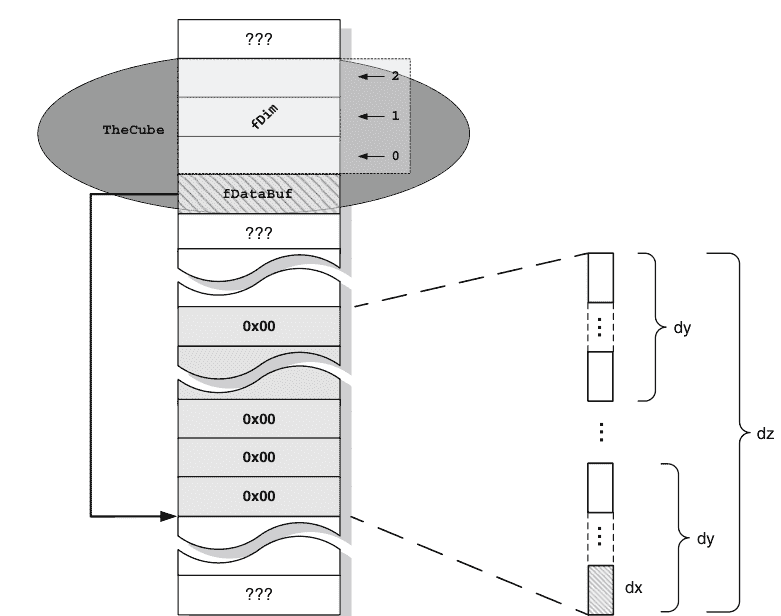 ???
2
TheCube
fDim
1
0
fDataBuf
???
0x00
dy
0x00
...
dz
0x00
0x00
...
dy
dx
???